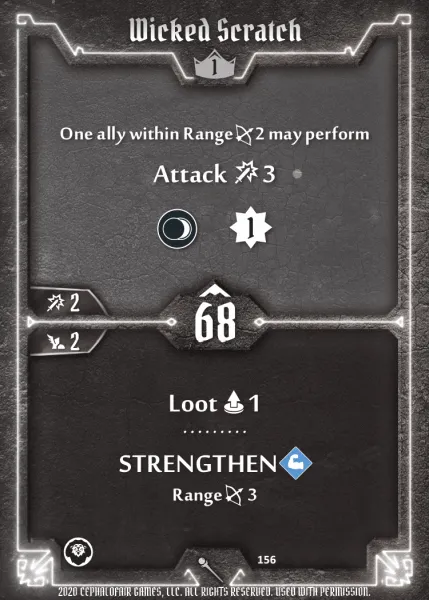 Wicked Scratch
1
One ally within Range 2 may perform
Attack 3
1
2
68
2
Loot 1
STRENGTHEN
Range 3
156
2020 CEPHALOFAIR GAMES, LLC. ALL RIGHTS RESERVED. USED WITH PERMISSION.